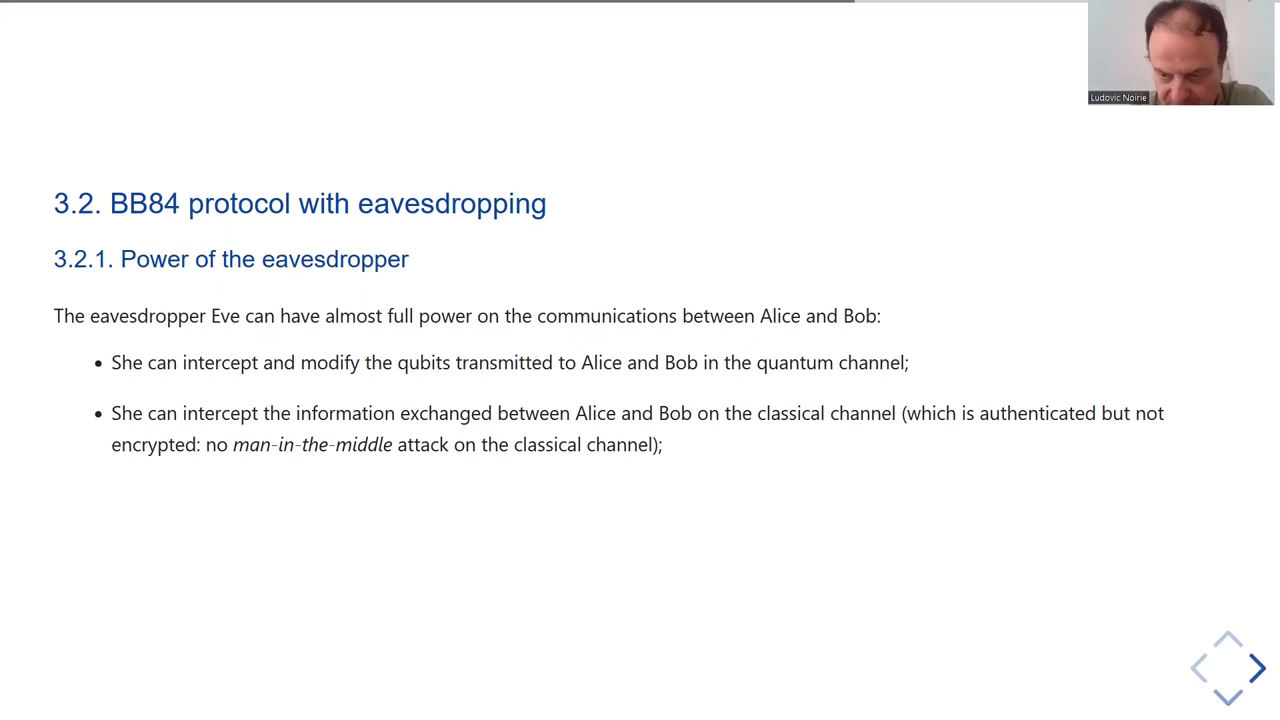 Ludovic Noirie
3.2. BB84 protocol with eavesdropping
3.2.1. Power of the eavesdropper
The eavesdropper Eve can have almost full power on the communications between Alice and Bob:
• She can intercept and modify the qubits transmitted to Alice and Bob in the quantum channel;
• She can intercept the information exchanged between Alice and Bob on the classical channel (which is authenticated but not
encrypted: no man-in-the-middle attack on the classical channel);